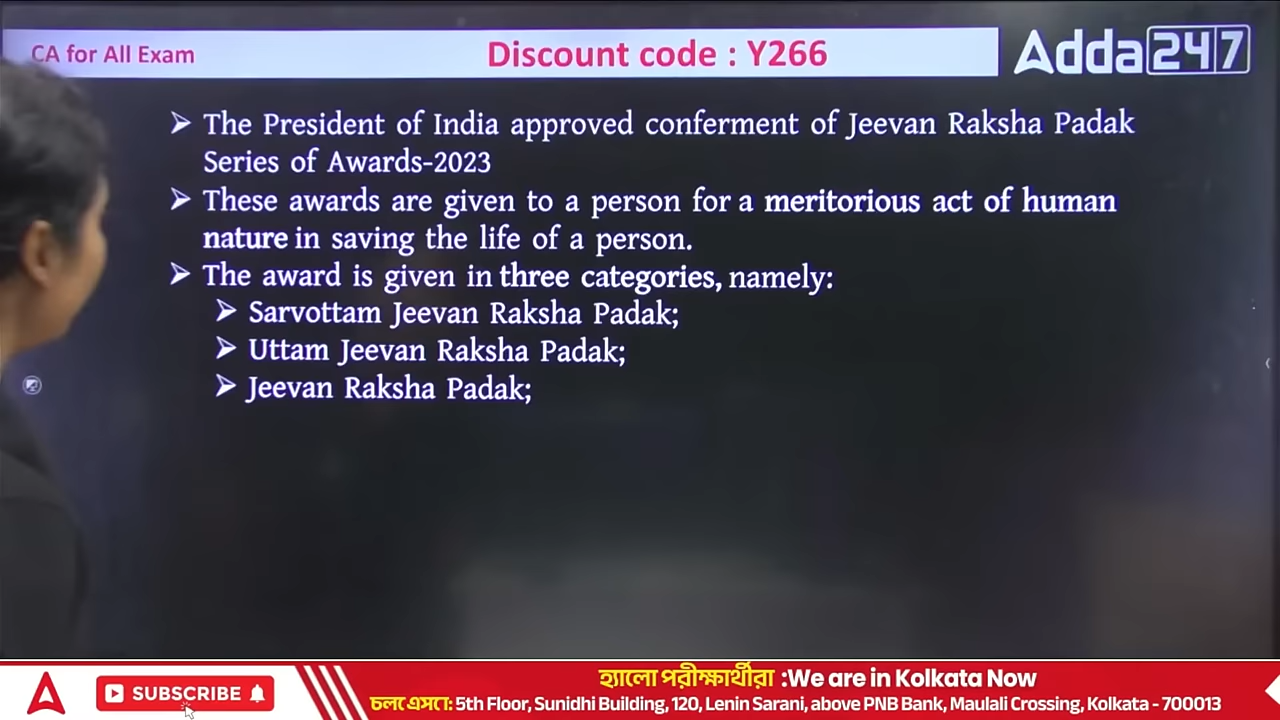 CA for All Exam
Discount code : Y266
Adda247
The President of India approved conferment of Jeevan Raksha Padak
Series of Awards-2023
These awards are given to a person for a meritorious act of human
nature in saving the life of a person.
The award is given in three categories, namely:
Sarvottam Jeevan Raksha Padak;
Uttam Jeevan Raksha Padak;
Jeevan Raksha Padak;
SUBSCRIBE
হ্যালো পরীক্ষার্থীরা :We are in Kolkata Now
চলে এসো: 5th Floor, Sunidhi Building, 120, Lenin Sarani, above PNB Bank, Maulali Crossing, Kolkata - 700013